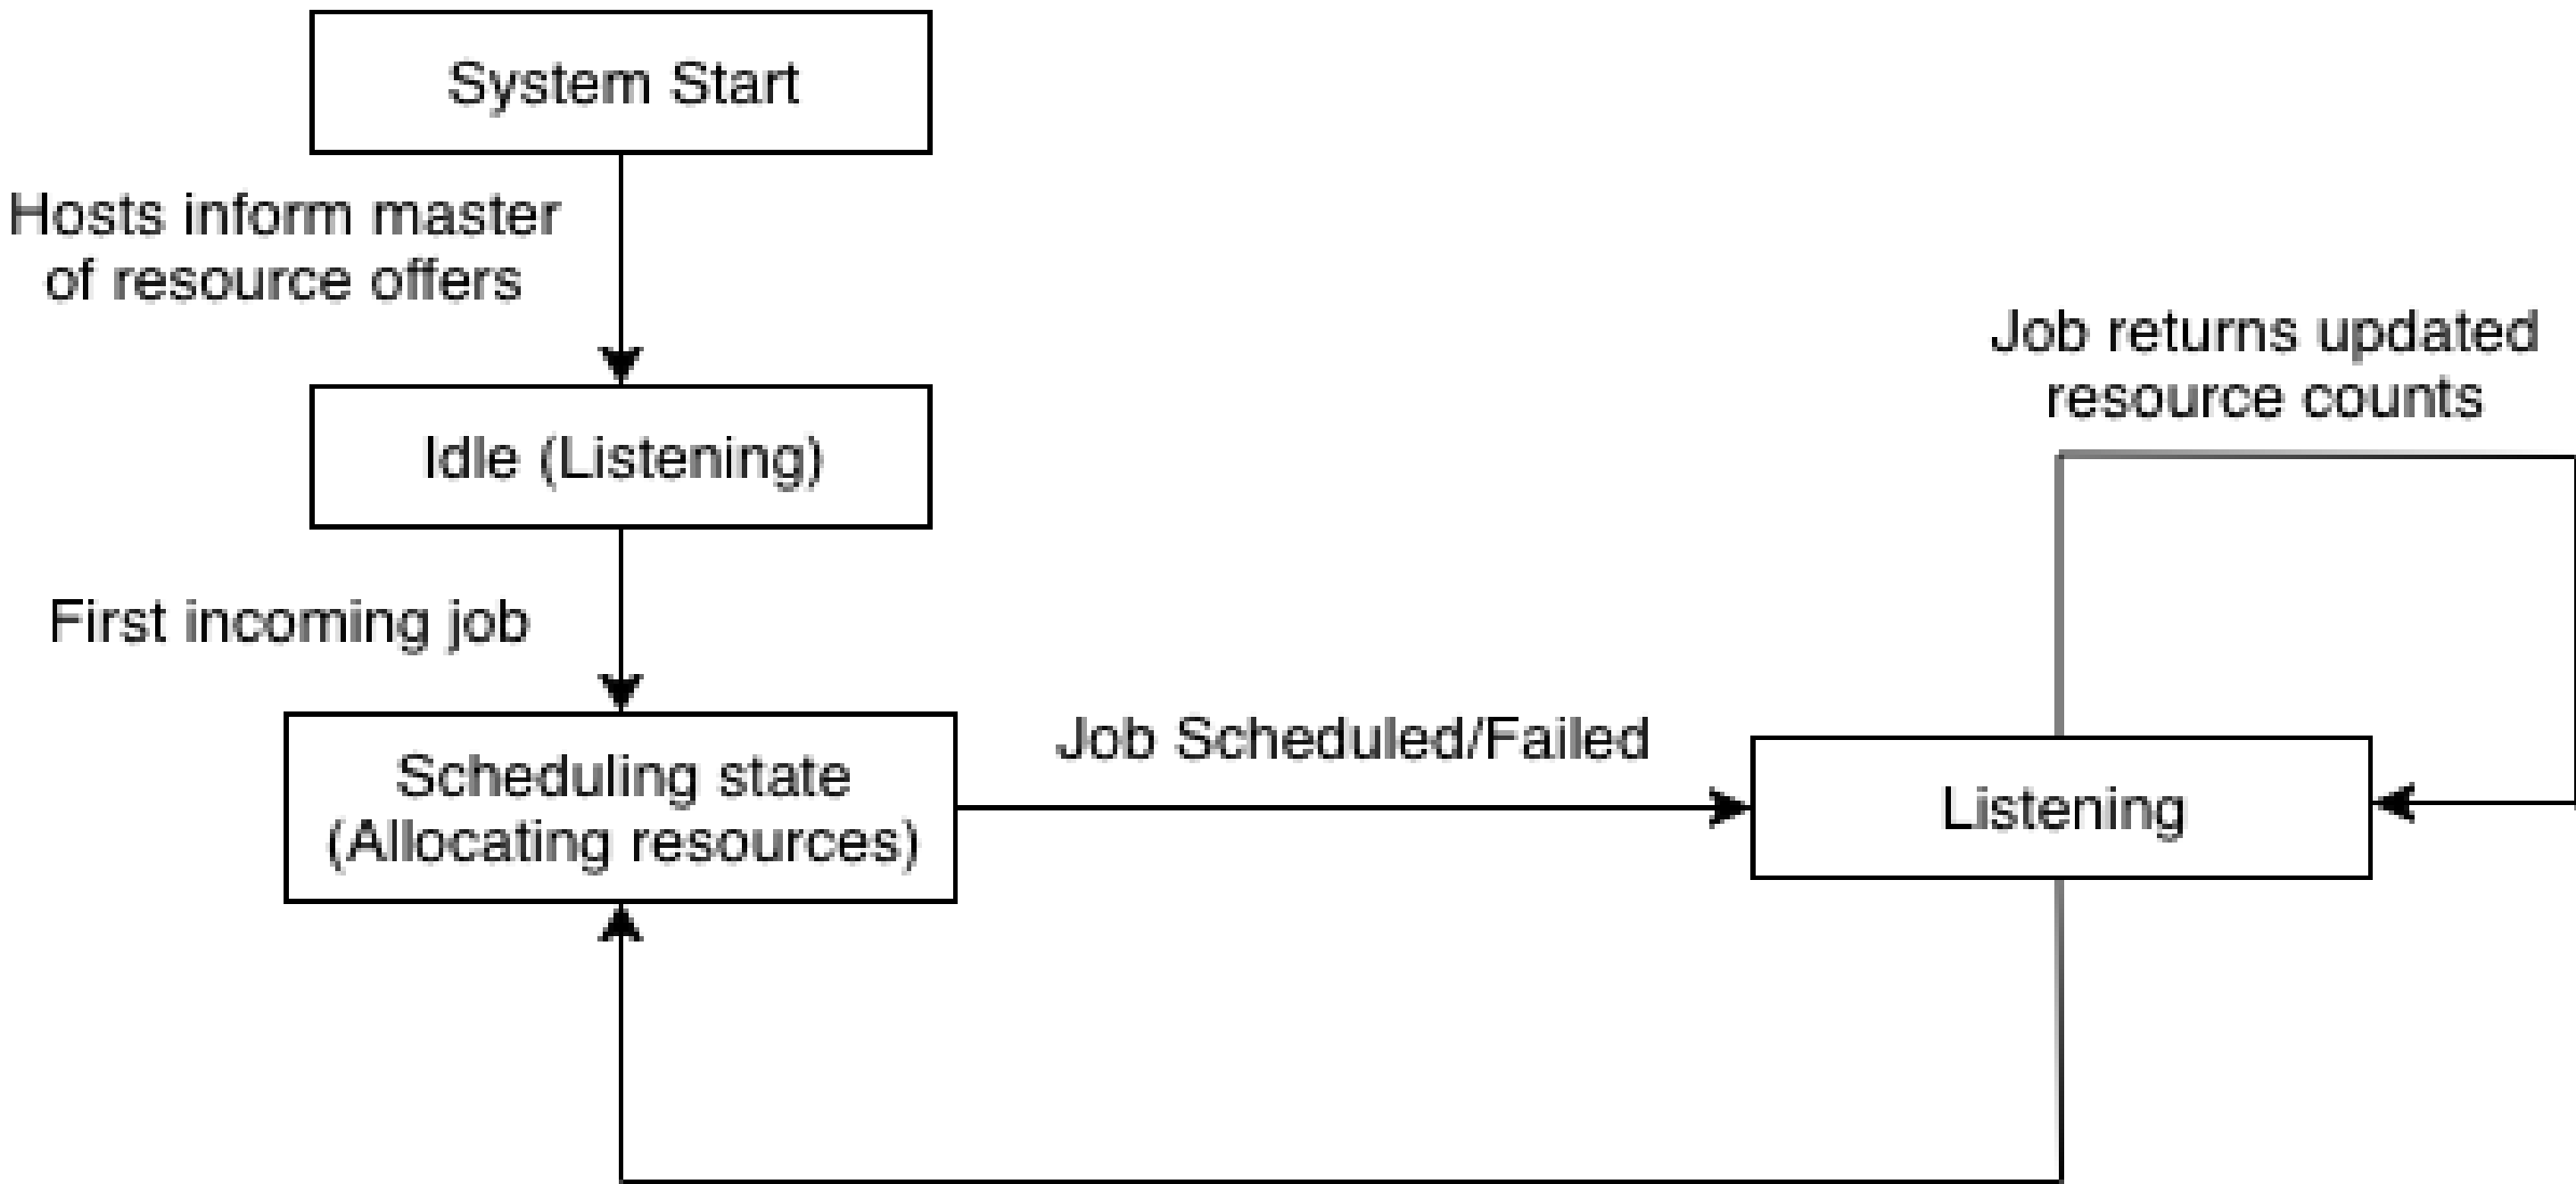 System Start
Hosts inform master
of resource offers
Idle (Listening)
Job returns updated
resource counts
First incoming job
Scheduling state
(Allocating resources)
Job Scheduled/Failed
Listening